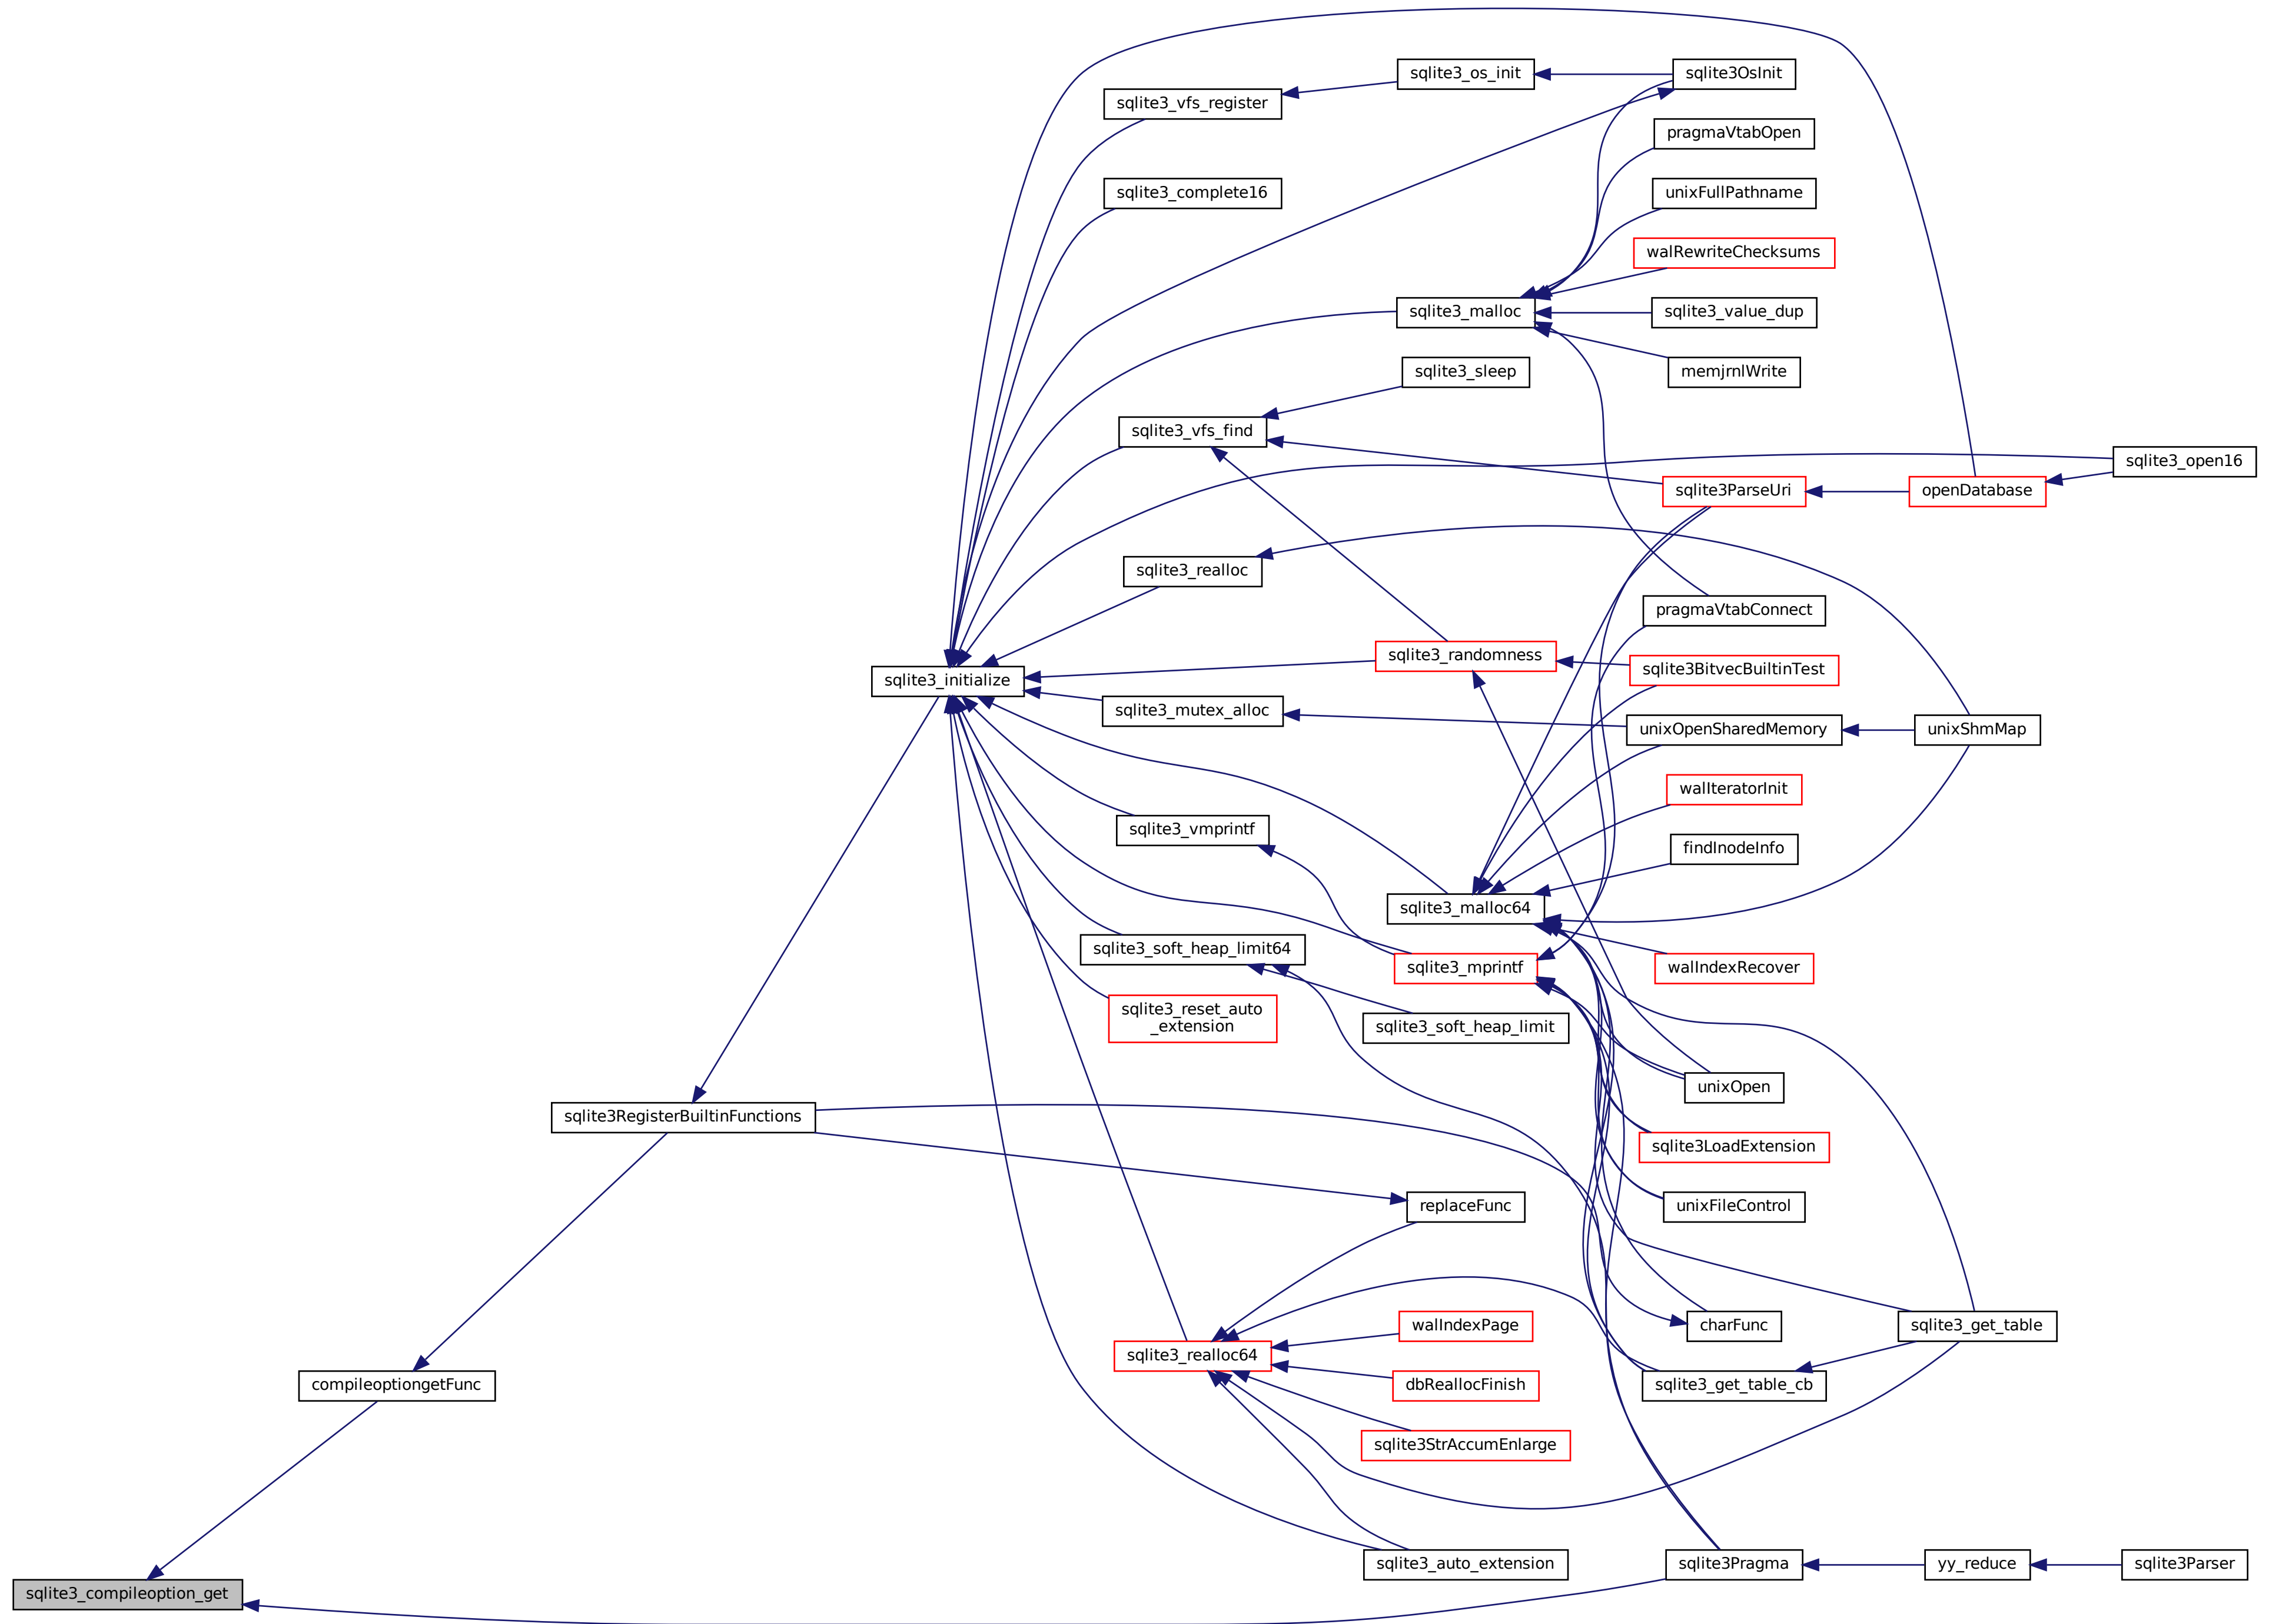 sqlite3_os_init
sqlite3OsInit
sqlite3_vfs_register
pragmaVtabOpen
sqlite3_complete16
unixFullPathname
walRewriteChecksums
sqlite3_malloc
sqlite3_value_dup
sqlite3_sleep
memjrnlWrite
sqlite3_vfs_find
sqlite3_open16
sqlite3ParseUri
openDatabase
sqlite3_realloc
pragmaVtabConnect
sqlite3_randomness
sqlite3BitvecBuiltinTest
sqlite3_initialize
sqlite3_mutex_alloc
unixOpenSharedMemory
unixShmMap
walIteratorInit
sqlite3_vmprintf
findInodeInfo
sqlite3_malloc64
sqlite3_soft_heap_limit64
sqlite3_mprintf
walIndexRecover
sqlite3_reset_auto
_extension
sqlite3_soft_heap_limit
unixOpen
sqlite3RegisterBuiltinFunctions
sqlite3LoadExtension
replaceFunc
unixFileControl
walIndexPage
charFunc
sqlite3_get_table
sqlite3_realloc64
compileoptiongetFunc
dbReallocFinish
sqlite3_get_table_cb
sqlite3StrAccumEnlarge
sqlite3_auto_extension
sqlite3Pragma
yy_reduce
sqlite3Parser
sqlite3_compileoption_get